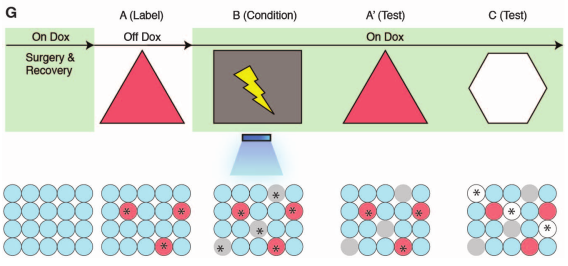 G
A (Label)
B (Condition)
A' (Test)
C (Test)
On Dox
Off Dox
On Dox
Surgery &
Recovery
* * *
* * * * * *
* * *
* * *